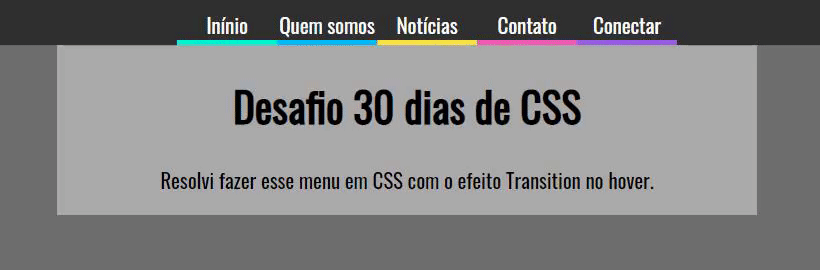 Inínio Quem somos Notícias Contato Conectar
Desafio 30 dias de CSS
Resolvi fazer esse menu em CSS com o efeito Transition no hover.